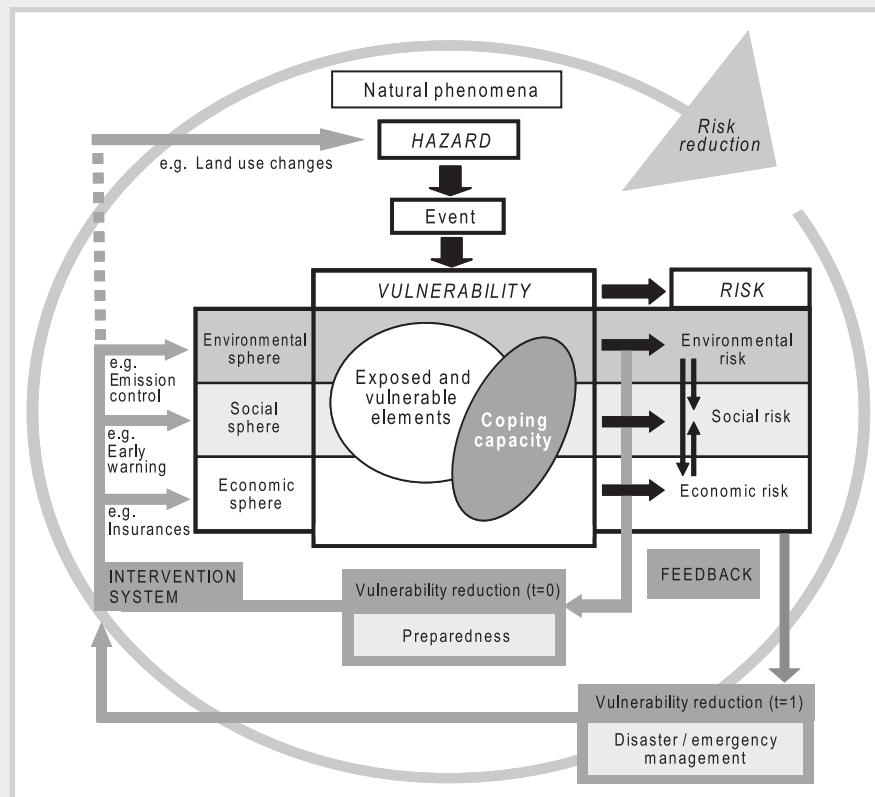 Natural phenomena
HAZARD
Risk
reduction
e.g. Land use changes
Event
VULNERABILITY
RISK
Environmental
sphere
Environmental
risk
e.g.
Emission
control
Exposed and
vulnerable
elements
Social
sphere
Coping
capacity
Social risk
e.g.
Early
warning
Economic
sphere
Economic risk
e.g.
Insurances
INTERVENTION
SYSTEM
Vulnerability reduction (t=0)
Preparedness
FEEDBACK
Vulnerability reduction (t=1)
Disaster / emergency
management